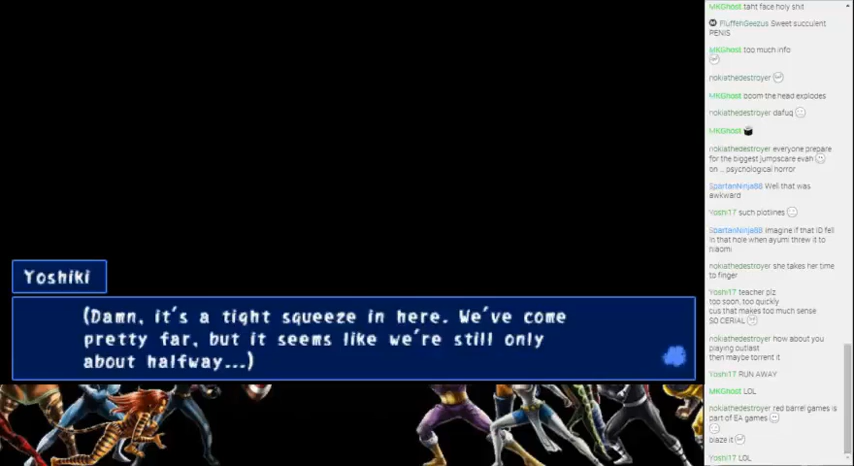 MKGhost taht face holy shit
FluffehGeezus Sweet succulent
PENIS
MKGhost too much info
nokiathedestroyer
MKGhost boom the head explodes
nokiathedestroyer dafuq
MKGhost
nokiathedestroyer everyone prepare
for the biggest jumpscare evah
on ... psychological horror
SpartanNinja88 Well that was
awkward
Yoshi17 such plotlines
SpartanNinja88 imagine if that ID fell
in that hole when ayumi threw it to
niaomi
nokiathedestroyer she takes her time
to finger
Yoshi17 teacher plz
too soon, too quickly
cus that makes too much sense
SO CERIAL
nokiathedestroyer how about you
playing outlast
then maybe torrent it
Yoshi17 RUN AWAY
MKGhost LOL
nokiathedestroyer red barrel games is
part of EA games
blaze it
Yoshi17 LOL
Yoshiki
(Damn, it's a tight squeeze in here. We've come
pretty far, but it seems like we're still only
about halfway...)